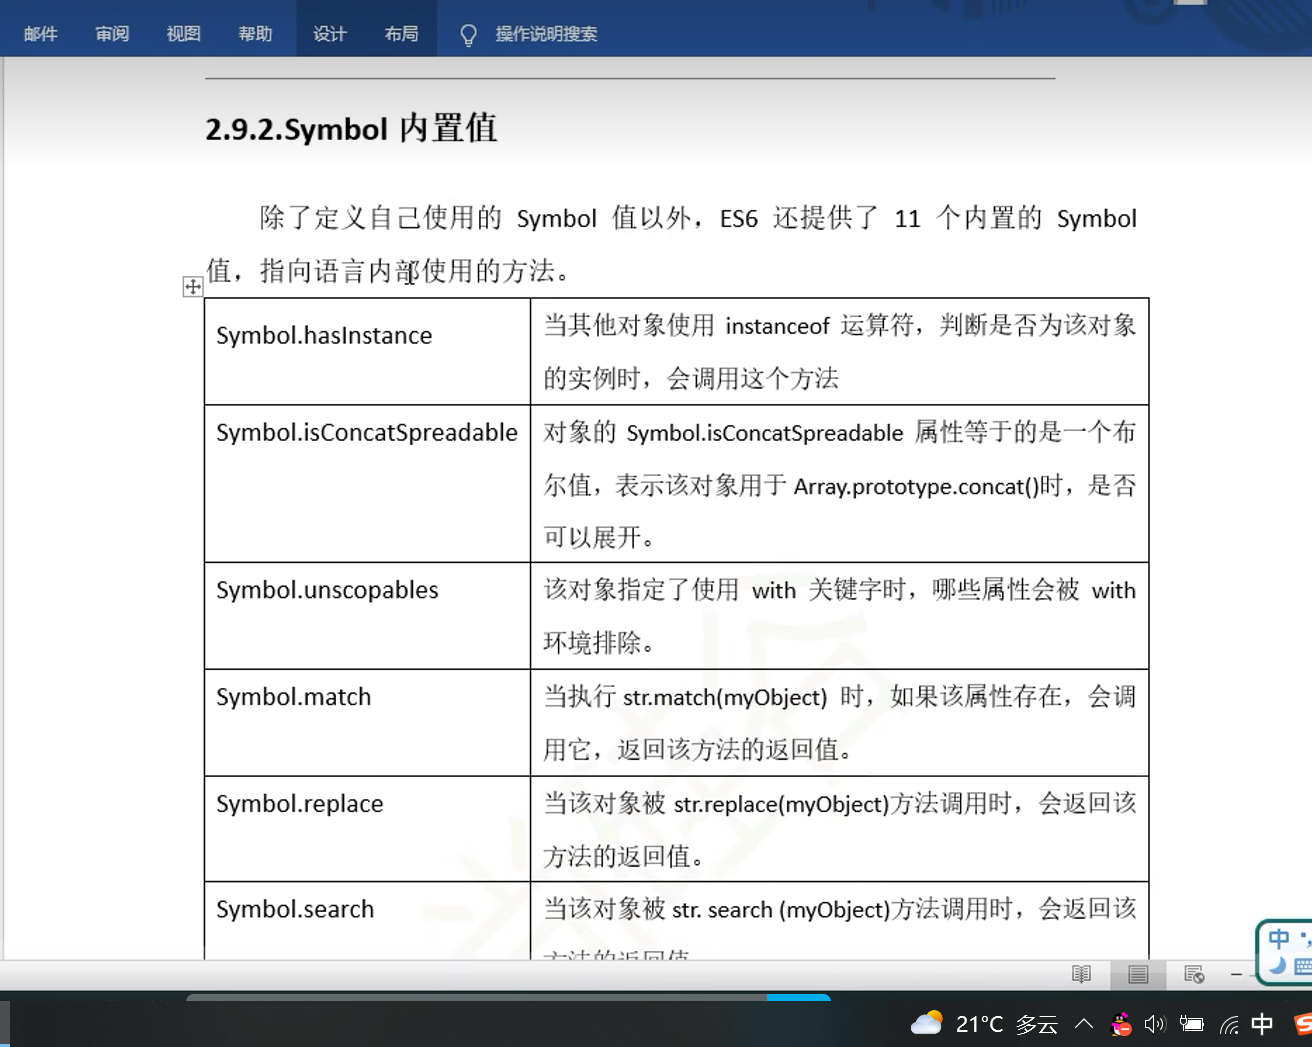 邮件 审阅 视图 帮助 设计 布局 操作说明搜索
2.9.2.Symbol 内置值
除了定义自己使用的 Symbol 值以外，ES6 还提供了 11 个内置的 Symbol
值，指向语言内部使用的方法。
Symbol.hasInstance
当其他对象使用 instanceof 运算符，判断是否为该对象
的实例时，会调用这个方法
Symbol.isConcatSpreadable
对象的 Symbol.isConcatSpreadable 属性等于的是一个布
尔值，表示该对象用于 Array.prototype.concat()时，是否
可以展开。
Symbol.unscopables
该对象指定了使用 with 关键字时，哪些属性会被 with
环境排除。
Symbol.match
当执行 str.match(myObject) 时，如果该属性存在，会调
用它，返回该方法的返回值。
Symbol.replace
当该对象被 str.replace(myObject)方法调用时，会返回该
方法的返回值。
Symbol.search
当该对象被 str. search (myObject)方法调用时，会返回该
方法的返回值
中
21°C 多云 中